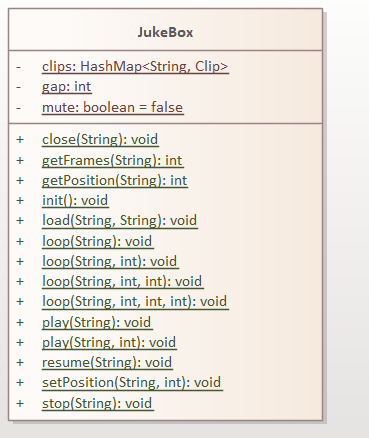 JukeBox
- clips: HashMap<String, Clip>
- gap: int
- mute: boolean = false
+ close(String): void
+ getFrames(String): int
+ getPosition(String): int
+ init(): void
+ load(String, String): void
+ loop(String): void
+ loop(String, int): void
+ loop(String, int, int): void
+ loop(String, int, int, int): void
+ play(String): void
+ play(String, int): void
+ resume(String): void
+ setPosition(String, int): void
+ stop(String): void